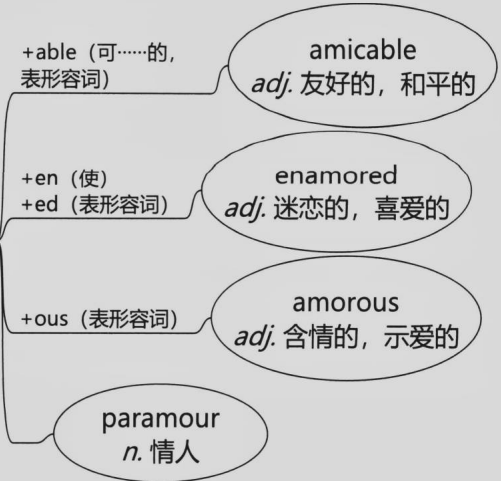 +able（可……的，
表形容词）
amicable
adj. 友好的，和平的
+en（使）
+ed（表形容词）
enamored
adj. 迷恋的，喜爱的
+ous（表形容词）
amorous
adj. 含情的，示爱的
paramour
n. 情人